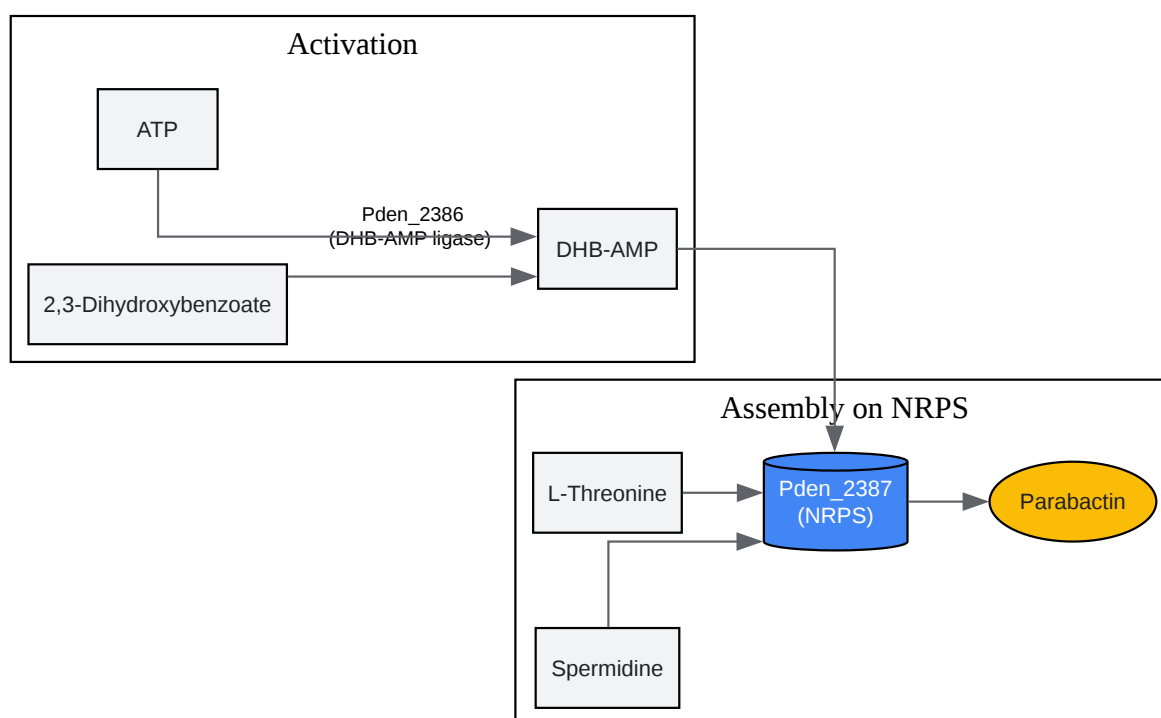 Activation
ATP
Pden_2386
(DHB-AMP ligase)
DHB-AMP
2,3-Dihydroxybenzoate
Assembly on NRPS
L-Threonine
Pden_2387
(NRPS)
Parabactin
Spermidine